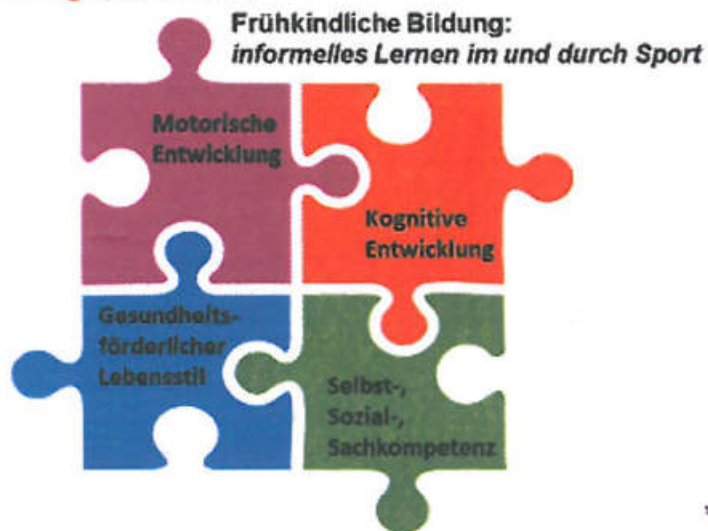 Frühkindliche Bildung:
informelles Lernen im und durch Sport
Motorische
Entwicklung
Kognitive
Entwicklung
Gesundheits-
förderlicher
Lebensstil
Selbst-,
Sozial-,
Sachkompetenz